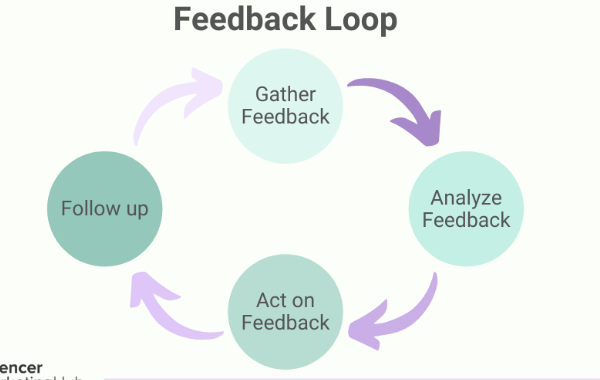 Feedback Loop
Gather
Feedback
Analyze
Feedback
Act on
Feedback
Follow up
encer